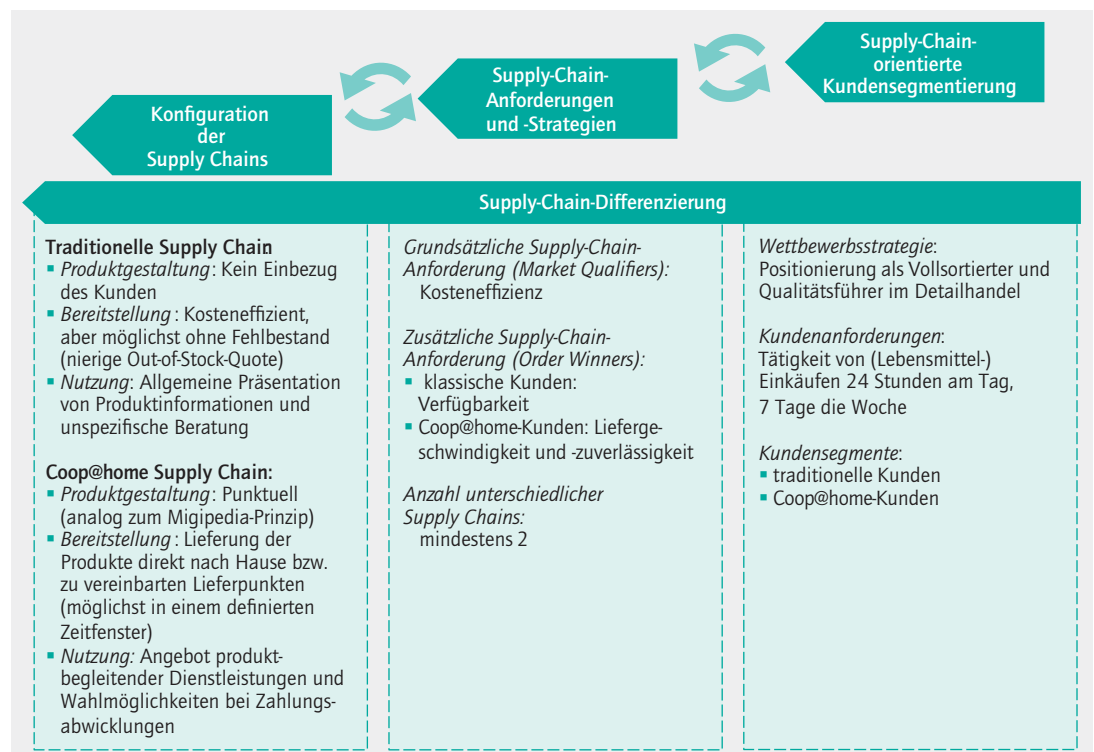 Konfiguration
der
Supply Chains
Supply-Chain-
Anforderungen
und -Strategien
Supply-Chain-
orientierte
Kundensegmentierung
Supply-Chain-Differenzierung
Traditionelle Supply Chain
▪ Produktgestaltung: Kein Einbezug
des Kunden
▪ Bereitstellung: Kosteneffizient,
aber möglichst ohne Fehlbestand
(nierige Out-of-Stock-Quote)
▪ Nutzung: Allgemeine Präsentation
von Produktinformationen und
unspezifische Beratung
Coop@home Supply Chain:
▪ Produktgestaltung: Punktuell
(analog zum Migipedia-Prinzip)
▪ Bereitstellung: Lieferung der
Produkte direkt nach Hause bzw.
zu vereinbarten Lieferpunkten
(möglichst in einem definierten
Zeitfenster)
▪ Nutzung: Angebot produkt-
begleitender Dienstleistungen und
Wahlmöglichkeiten bei Zahlungs-
abwicklungen
Grundsätzliche Supply-Chain-
Anforderung (Market Qualifiers):
Kosteneffizienz
Zusätzliche Supply-Chain-
Anforderung (Order Winners):
▪ klassische Kunden:
Verfügbarkeit
▪ Coop@home-Kunden: Lieferge-
schwindigkeit und -zuverlässigkeit
Anzahl unterschiedlicher
Supply Chains:
mindestens 2
Wettbewerbsstrategie:
Positionierung als Vollsortierter und
Qualitätsführer im Detailhandel
Kundenanforderungen:
Tätigkeit von (Lebensmittel-)
Einkäufen 24 Stunden am Tag,
7 Tage die Woche
Kundensegmente:
▪ traditionelle Kunden
▪ Coop@home-Kunden